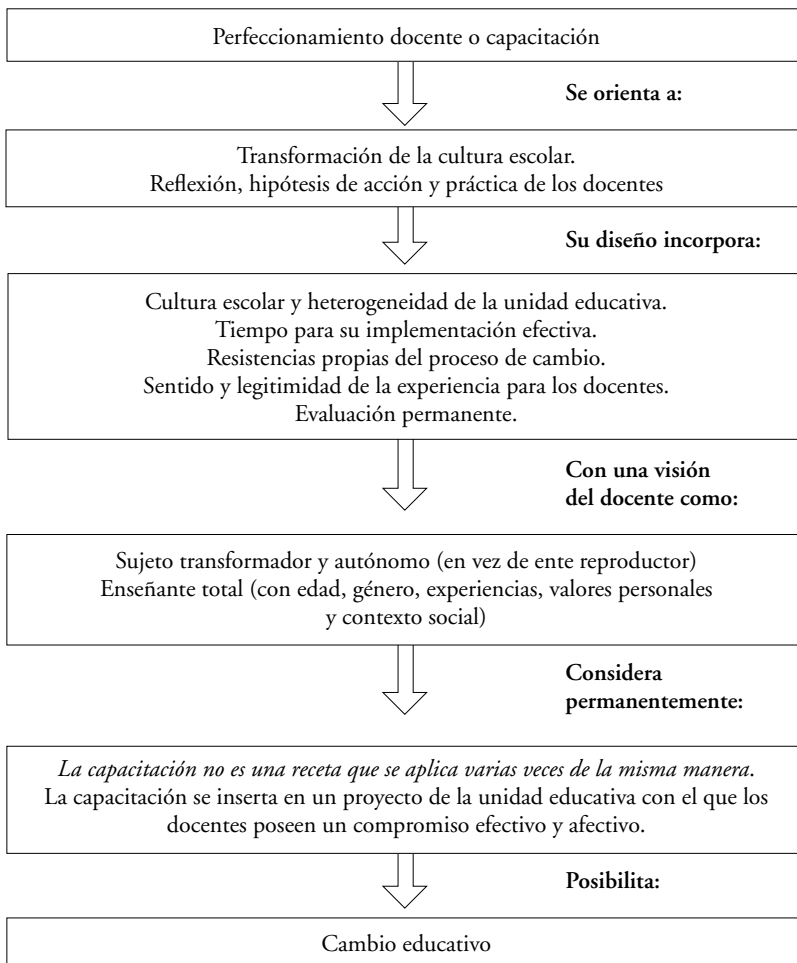 Perfeccionamiento docente o capacitación
Se orienta a:
Transformación de la cultura escolar.
Reflexión, hipótesis de acción y práctica de los docentes
Su diseño incorpora:
Cultura escolar y heterogeneidad de la unidad educativa.
Tiempo para su implementación efectiva.
Resistencias propias del proceso de cambio.
Sentido y legitimidad de la experiencia para los docentes.
Evaluación permanente.
Con una visión
del docente como:
Sujeto transformador y autónomo (en vez de ente reproductor)
Enseñante total (con edad, género, experiencias, valores personales
y contexto social)
Considera
permanentemente:
La capacitación no es una receta que se aplica varias veces de la misma manera.
La capacitación se inserta en un proyecto de la unidad educativa con el que los
docentes poseen un compromiso efectivo y afectivo.
Posibilita:
Cambio educativo